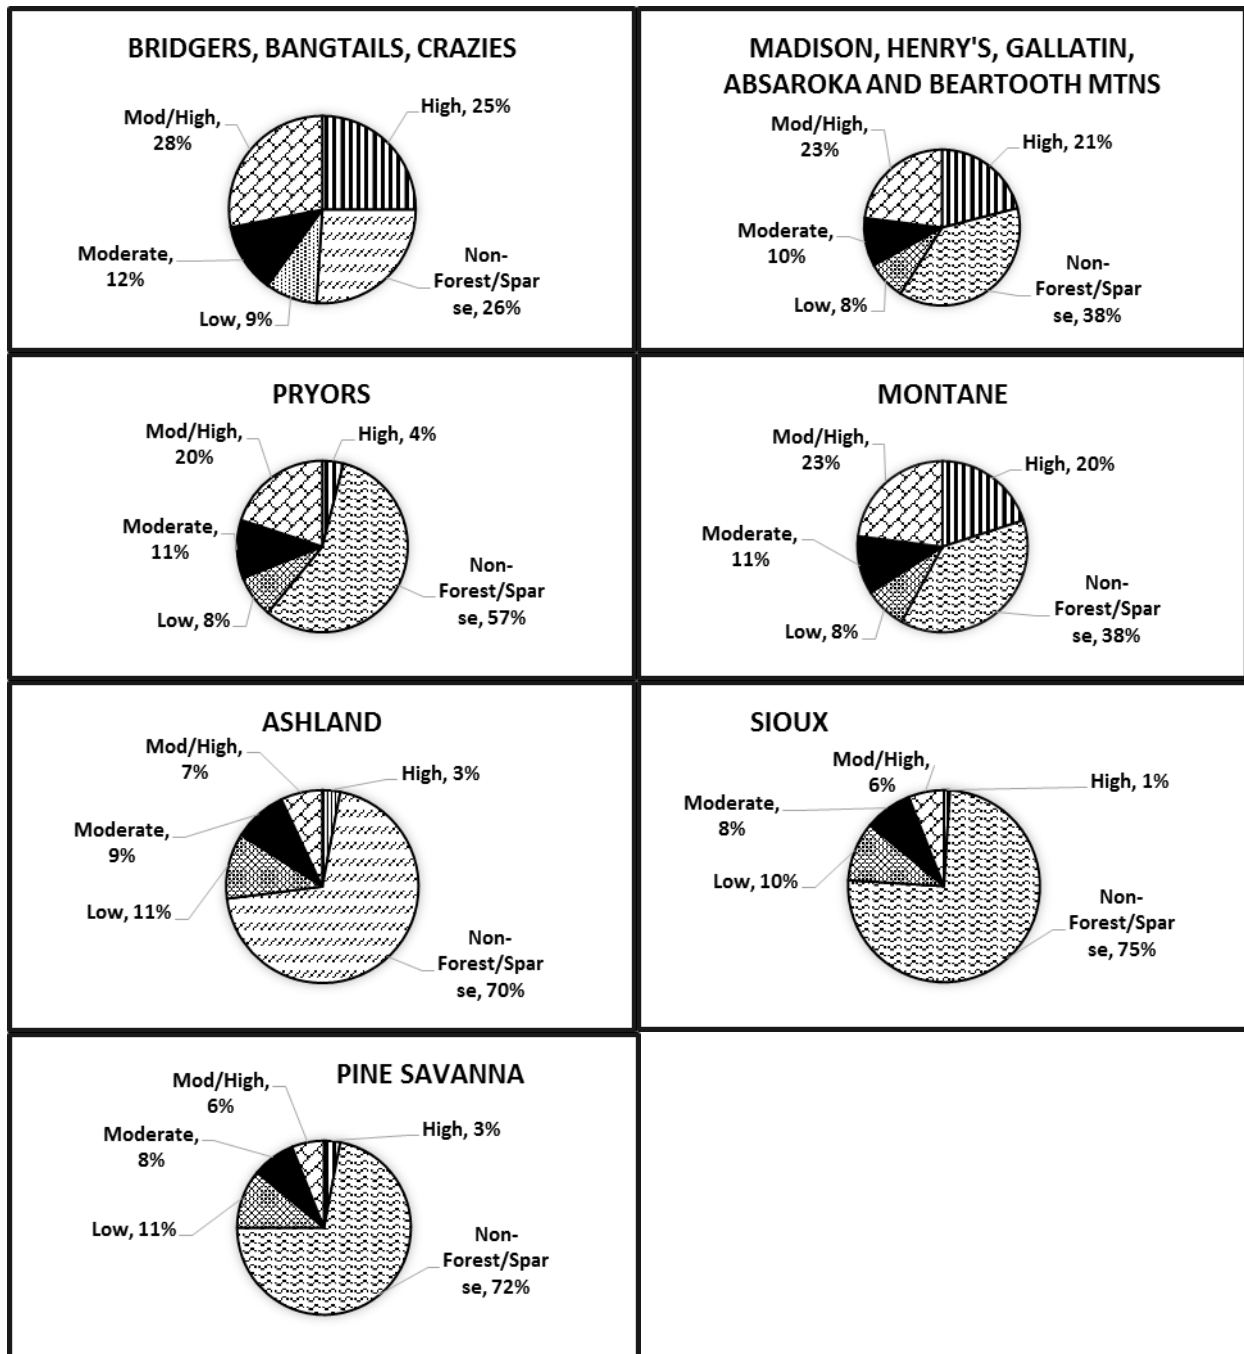 BRIDGERS, BANGTAILS, CRAZIES
Mod/High,
28%
High, 25%
Moderate,
12%
Non-
Forest/Spar
se, 26%
Low, 9%
MADISON, HENRY'S, GALLATIN,
ABSAROKA AND BEARTOOTH MTNS
Mod/High,
23%
High, 21%
Moderate,
10%
Non-
Forest/Spar
se, 38%
Low, 8%
PRYORS
Mod/High,
20%
High, 4%
Moderate,
11%
Non-
Forest/Spar
se, 57%
Low, 8%
MONTANE
Mod/High,
23%
High, 20%
Moderate,
11%
Non-
Forest/Spar
se, 38%
Low, 8%
ASHLAND
Mod/High,
7%
High, 3%
Moderate,
9%
Low, 11%
Non-
Forest/Spar
se, 70%
SIOUX
Mod/High,
6%
High, 1%
Moderate,
8%
Low, 10%
Non-
Forest/Spar
se, 75%
PINE SAVANNA
Mod/High,
6%
High, 3%
Moderate,
8%
Low, 11%
Non-
Forest/Spar
se, 72%